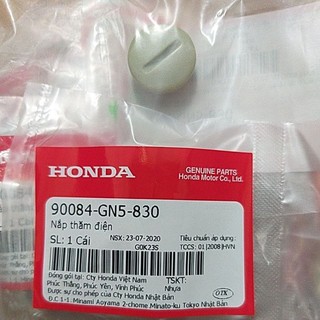 HONDA
GENUINE PARTS
Honda Motor Co., Ltd.
90084-GN5-830
Nắp thăm điện
SL: 1 Cái
NSX: 23-07-2020
Tiêu chuẩn áp dụng:
G0K23S
TCCS: 01|2008|HVN
Đóng gói tại: Cty Honda Việt Nam
TSKT:
Phúc Thắng, Phúc Yên, Vĩnh Phúc
Nhựa
Được sự cho phép của Cty Honda Nhật Bản
Đ.C 1-1 Minami Aoyama 2-chome Minato-ku Tokyo Nhật Bản
OTK